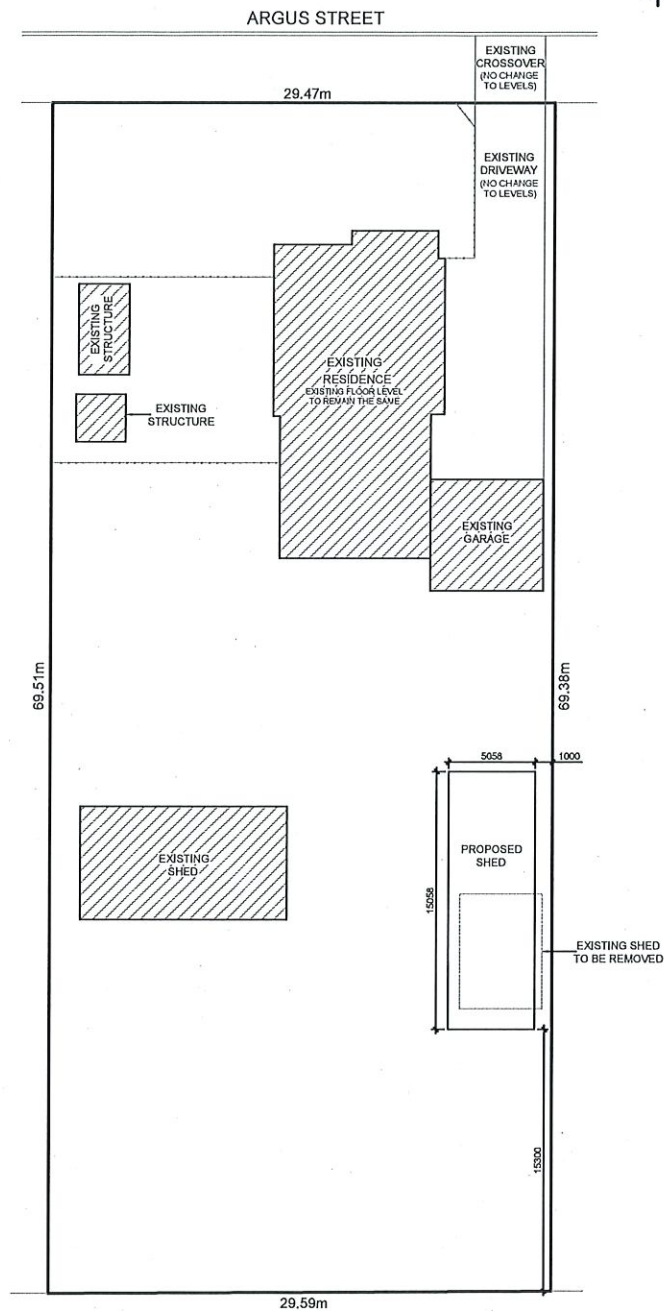 ARGUS STREET
EXISTING
CROSSOVER
(NO CHANGE
TO LEVELS)
29.47m
EXISTING
DRIVEWAY
(NO CHANGE
TO LEVELS)
EXISTING
STRUCTURE
EXISTING
RESIDENCE
EXISTING FLOOR LEVEL
TO REMAIN THE SAME
EXISTING
STRUCTURE
EXISTING
GARAGE
69.51m
69.38m
5058
1000
EXISTING
SHED
PROPOSED
SHED
15058
EXISTING SHED
TO BE REMOVED
15300
29.59m